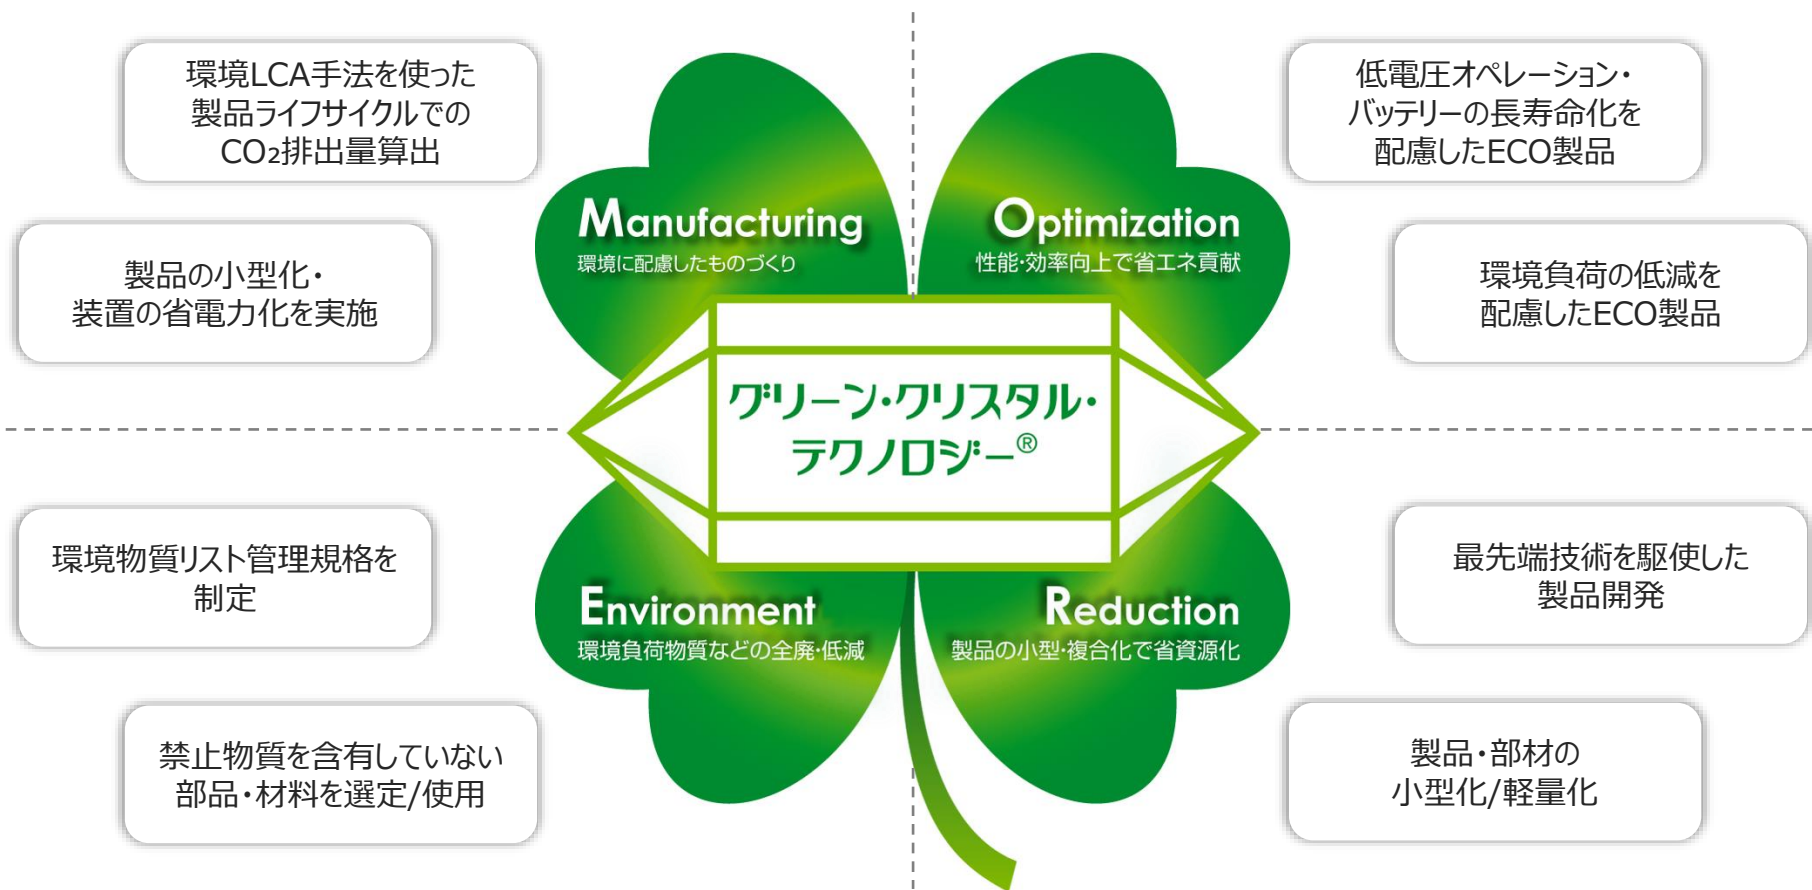 環境LCA手法を使った
製品ライフサイクルでの
CO₂排出量算出
製品の小型化・
装置の省電力化を実施
Manufacturing
環境に配慮したものづくり
Optimization
性能・効率向上で省エネ貢献
低電圧オペレーション・
バッテリーの長寿命化を
配慮したECO製品
環境負荷の低減を
配慮したECO製品
グリーン・クリスタル・
テクノロジー®
環境物質リスト管理規格を
制定
禁止物質を含有していない
部品・材料を選定/使用
Environment
環境負荷物質などの全廃・低減
Reduction
製品の小型・複合化で省資源化
最先端技術を駆使した
製品開発
製品・部材の
小型化/軽量化